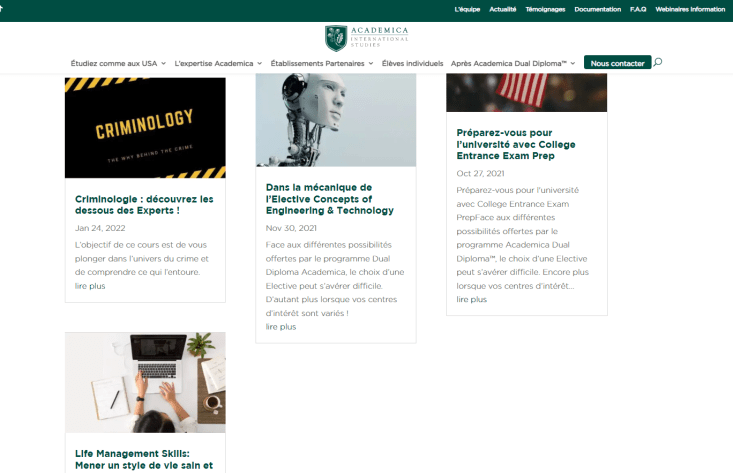 L'équipe Actualité Témoignages Documentation F.A.Q Webinaires Information
ACADEMICA
INTERNATIONAL
STUDIES
Étudiez comme aux USA L'expertise Academica Établissements Partenaires Élèves individuels Après Academica Dual Diploma™ Nous contacter
CRIMINOLOGY
THE WHY BEHIND THE CRIME
Criminologie : découvrez les
dessous des Experts !
Jan 24, 2022
L'objectif de ce cours est de vous
plonger dans l'univers du crime et
de comprendre ce qui l'entoure.
lire plus
Dans la mécanique de
l'Elective Concepts of
Engineering & Technology
Nov 30, 2021
Face aux différentes possibilités
offertes par le programme Dual
Diploma Academica, le choix d'une
Elective peut s'avérer difficile.
D'autant plus lorsque vos centres
d'intérêt sont variés !
lire plus
Préparez-vous pour
l'université avec College
Entrance Exam Prep
Oct 27, 2021
Préparez-vous pour l'université
avec College Entrance Exam
PrepFace aux différentes
possibilités offertes par le
programme Academica Dual
Diploma™, le choix d'une Elective
peut s'avérer difficile. Encore plus
lorsque vos centres d'intérêt...
lire plus
Life Management Skills:
Mener un style de vie sain et